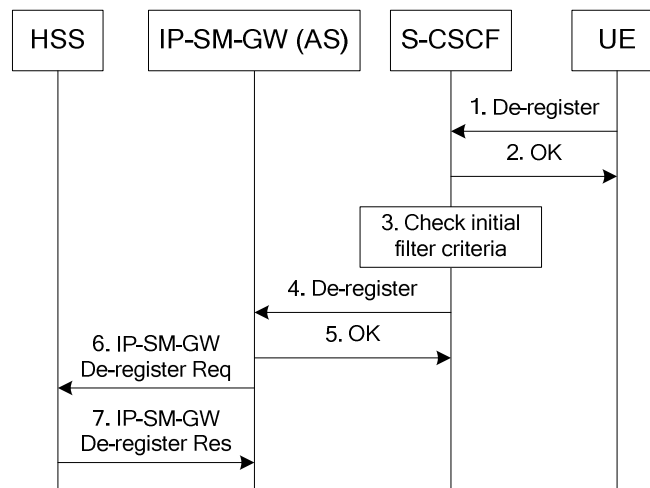 HSS
IP-SM-GW (AS)
S-CSCF
UE
1. De-register
2. OK
3. Check initial
filter criteria
4. De-register
5. OK
6. IP-SM-GW
De-register Req
7. IP-SM-GW
De-register Res